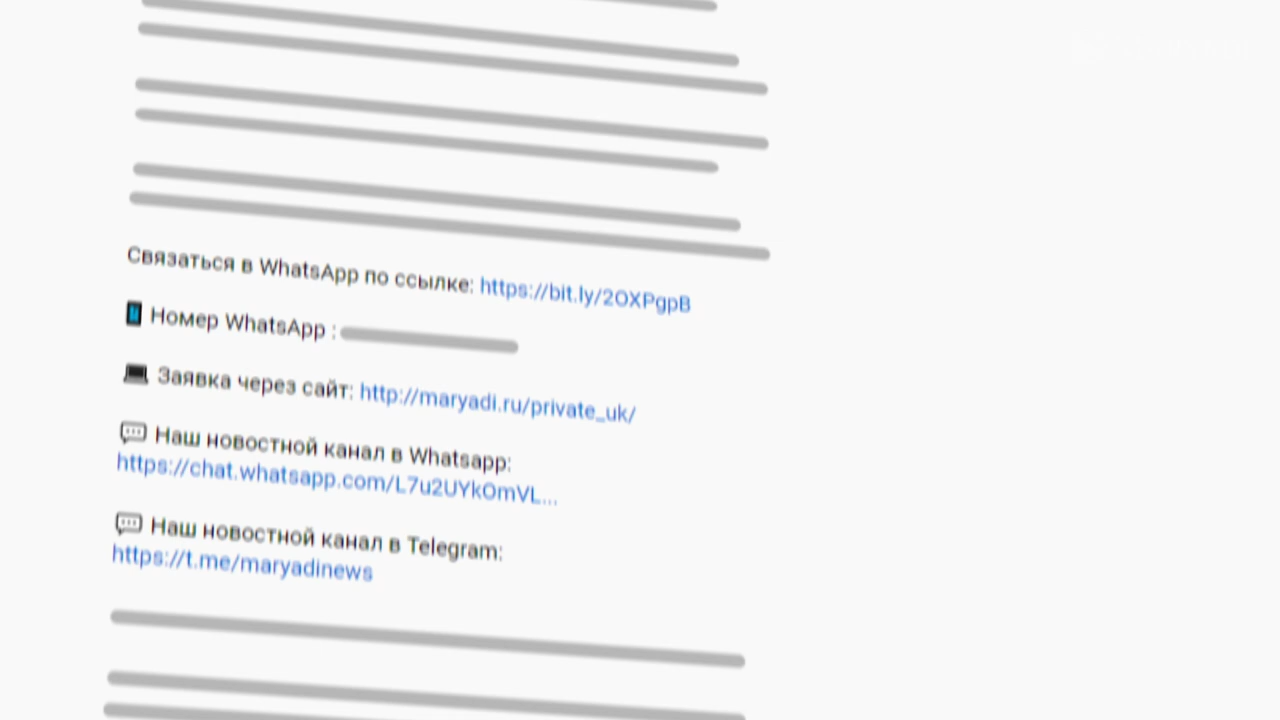 Связаться в WhatsApp по ссылке: https://bit.ly/2OXPgpB
Номер WhatsApp :
Заявка через сайт: http://maryadi.ru/private_uk/
Наш новостной канал в Whatsapp:
https://chat.whatsapp.com/L7u2UYkOmVL...
Наш новостной канал в Telegram:
https://t.me/maryadinews